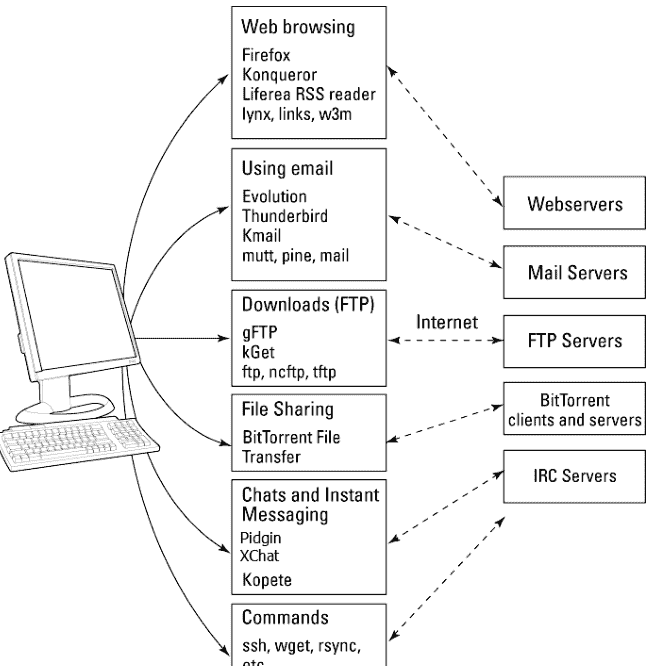 Web browsing
Firefox
Konqueror
Liferea RSS reader
lynx, links, w3m
Using email
Evolution
Thunderbird
Kmail
mutt, pine, mail
Downloads (FTP)
gFTP
kGet
ftp, ncftp, tftp
File Sharing
BitTorrent File
Transfer
Chats and Instant
Messaging
Pidgin
XChat
Kopete
Commands
ssh, wget, rsync,
etc
Internet
Webservers
Mail Servers
FTP Servers
BitTorrent
clients and servers
IRC Servers